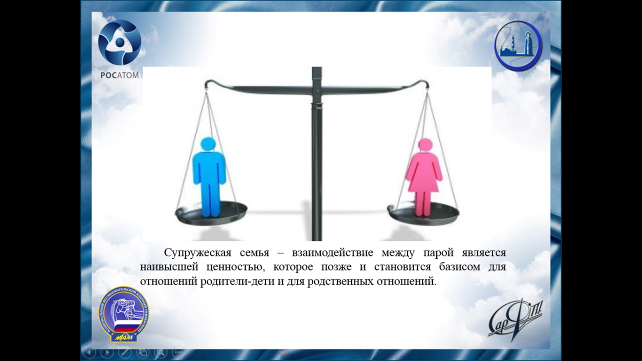 РОСАТОМ
Супружеская семья – взаимодействие между парой является
наивысшей ценностью, которое позже и становится базисом для
отношений родители-дети и для родственных отношений.
СарФТИ